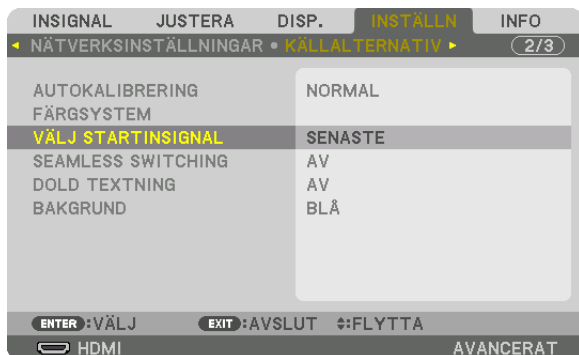 INSIGNAL JUSTERA DISP. INSTÄLLN INFO
NÄTVERKSINSTÄLLNINGAR • KÄLLALTERNATIV 2/3
AUTOKALIBRERING NORMAL
FÄRGSYSTEM
VÄLJ STARTINSIGNAL SENASTE
SEAMLESS SWITCHING AV
DOLD TEXTNING AV
BAKGRUND BLÅ
ENTER:VÄLJ EXIT:AVSLUT :FLYTTA
HDMI AVANCERAT